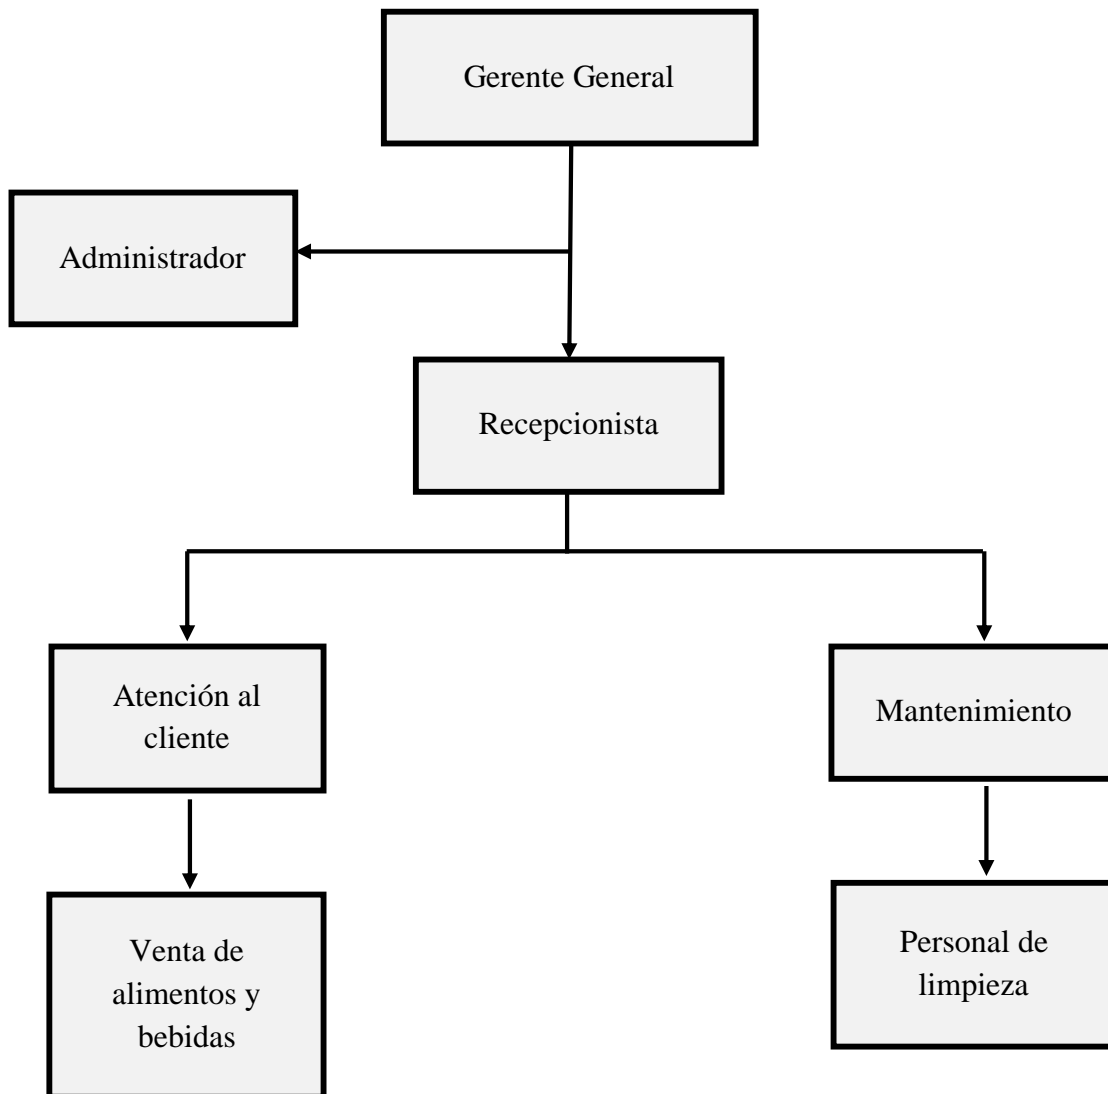 Gerente General
Administrador
Recepcionista
Atención al
cliente
Mantenimiento
Venta de
alimentos y
bebidas
Personal de
limpieza